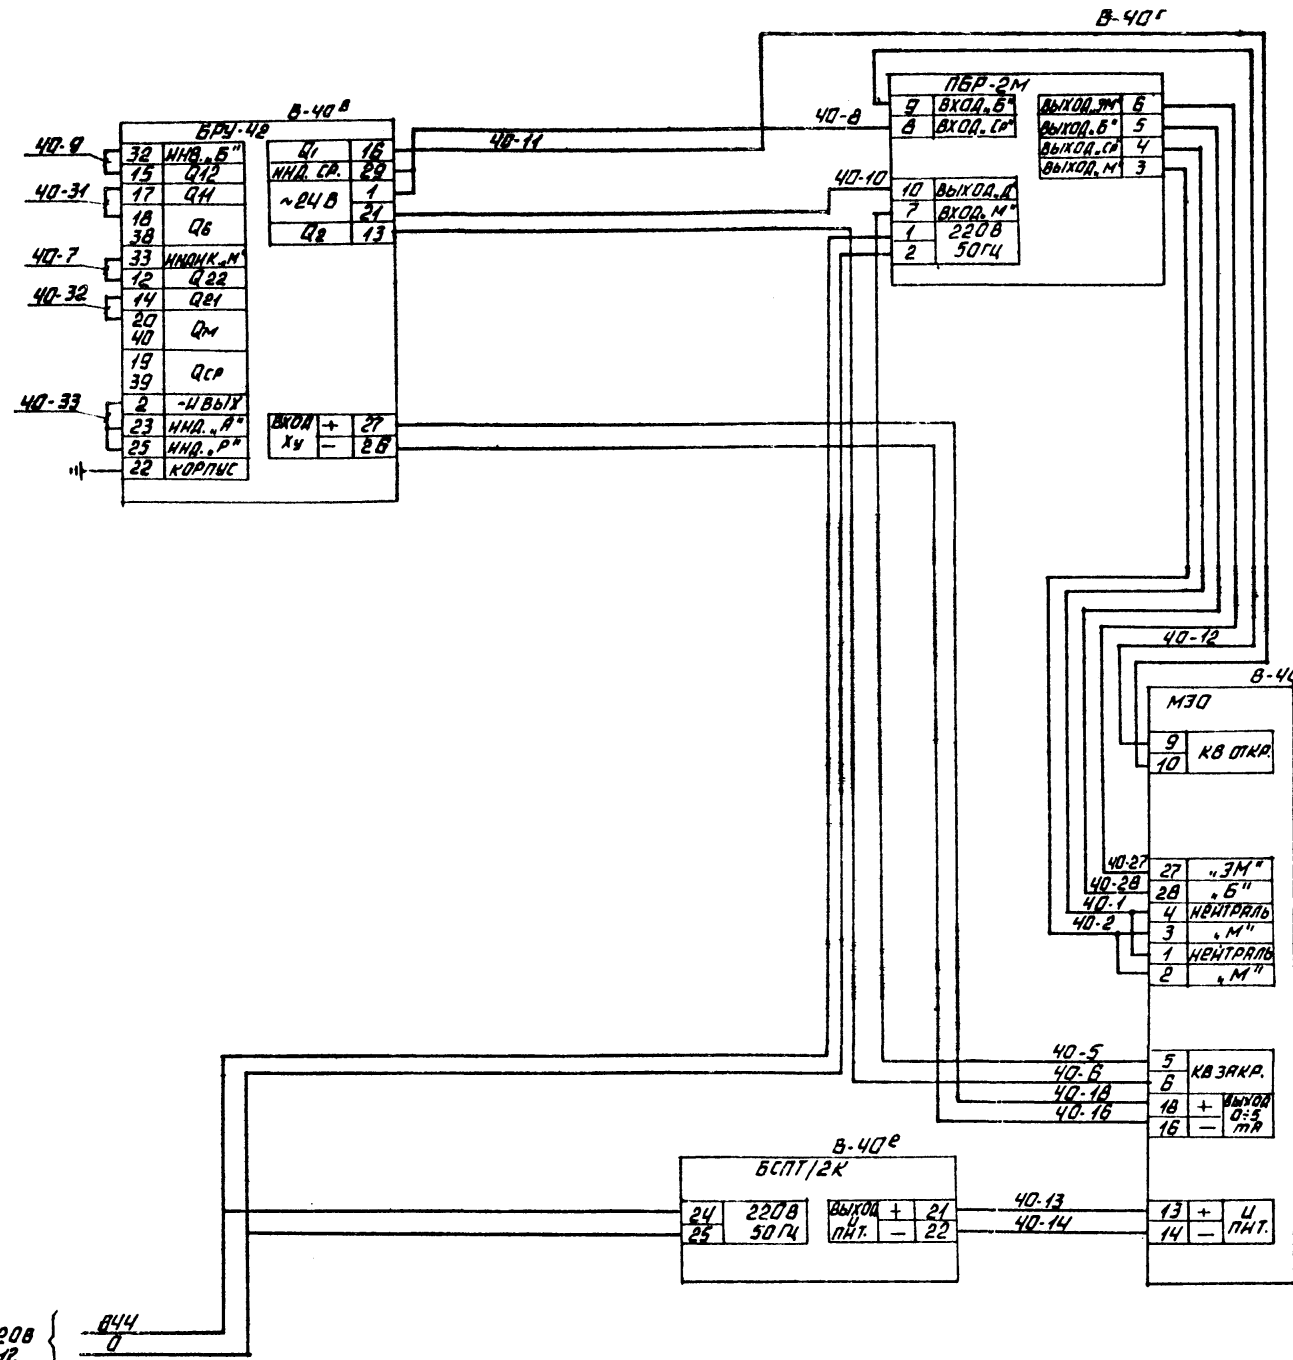 В-40г
ПБР-2М
9 ВХОД „Б"
8 ВХОД „СР"
ВЫХОД „ЭМ" 6
ВЫХОД „Б" 5
ВЫХОД „СР" 4
ВЫХОД „М" 3
10 ВЫХОД „Д"
7 ВХОД „М"
1 220В
2 50ГЦ
40-8
40-11
40-10
В-40В
БРУ-42
40-9
32 ИНД. „Б"
15 Q12
40-31
17 Q11
18
38 Q6
40-7
33 ИНДИК „М"
12 Q22
40-32
14 Q21
20
40 QМ
19
39 QСР
40-33
2 -ИВЫХ
23 ИНД. „А"
25 ИНД. „Р"
22 КОРПУС
Q1 16
ИНД. СР. 29
~24В 1
21
Q2 13
ВХОД + 27
ХУ - 26
40-12
В-40
МЭО
9 КВ ОТКР.
10
40-27
27 „ЭМ"
40-28
28 „Б"
40-1
4 НЕЙТРАЛЬ
40-2
3 „М"
1 НЕЙТРАЛЬ
2 „М"
40-5
5 КВ ЗАКР.
40-6
6
40-18
18 + ВЫХОД
0÷5
40-16
16 - mA
В-40е
БСПТ/2К
24 220В
25 50ГЦ
ВЫХОД + 21
И
ПИТ. - 22
40-13
13 + И
40-14
14 - ПИТ.
20В
В44
0